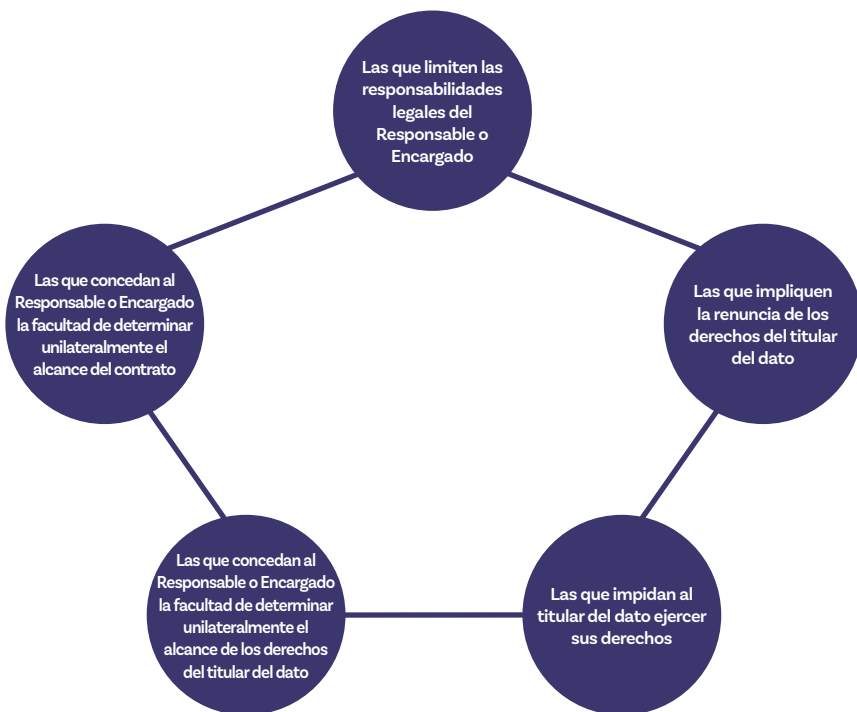 Las que limiten las
responsabilidades
legales del
Responsable o
Encargado
Las que concedan al
Responsable o Encargado
la facultad de determinar
unilateralmente el
alcance del contrato
Las que impliquen
la renuncia de los
derechos del titular
del dato
Las que concedan al
Responsable o Encargado
la facultad de determinar
unilateralmente el
alcance de los derechos
del titular del dato
Las que impidan al
titular del dato ejercer
sus derechos